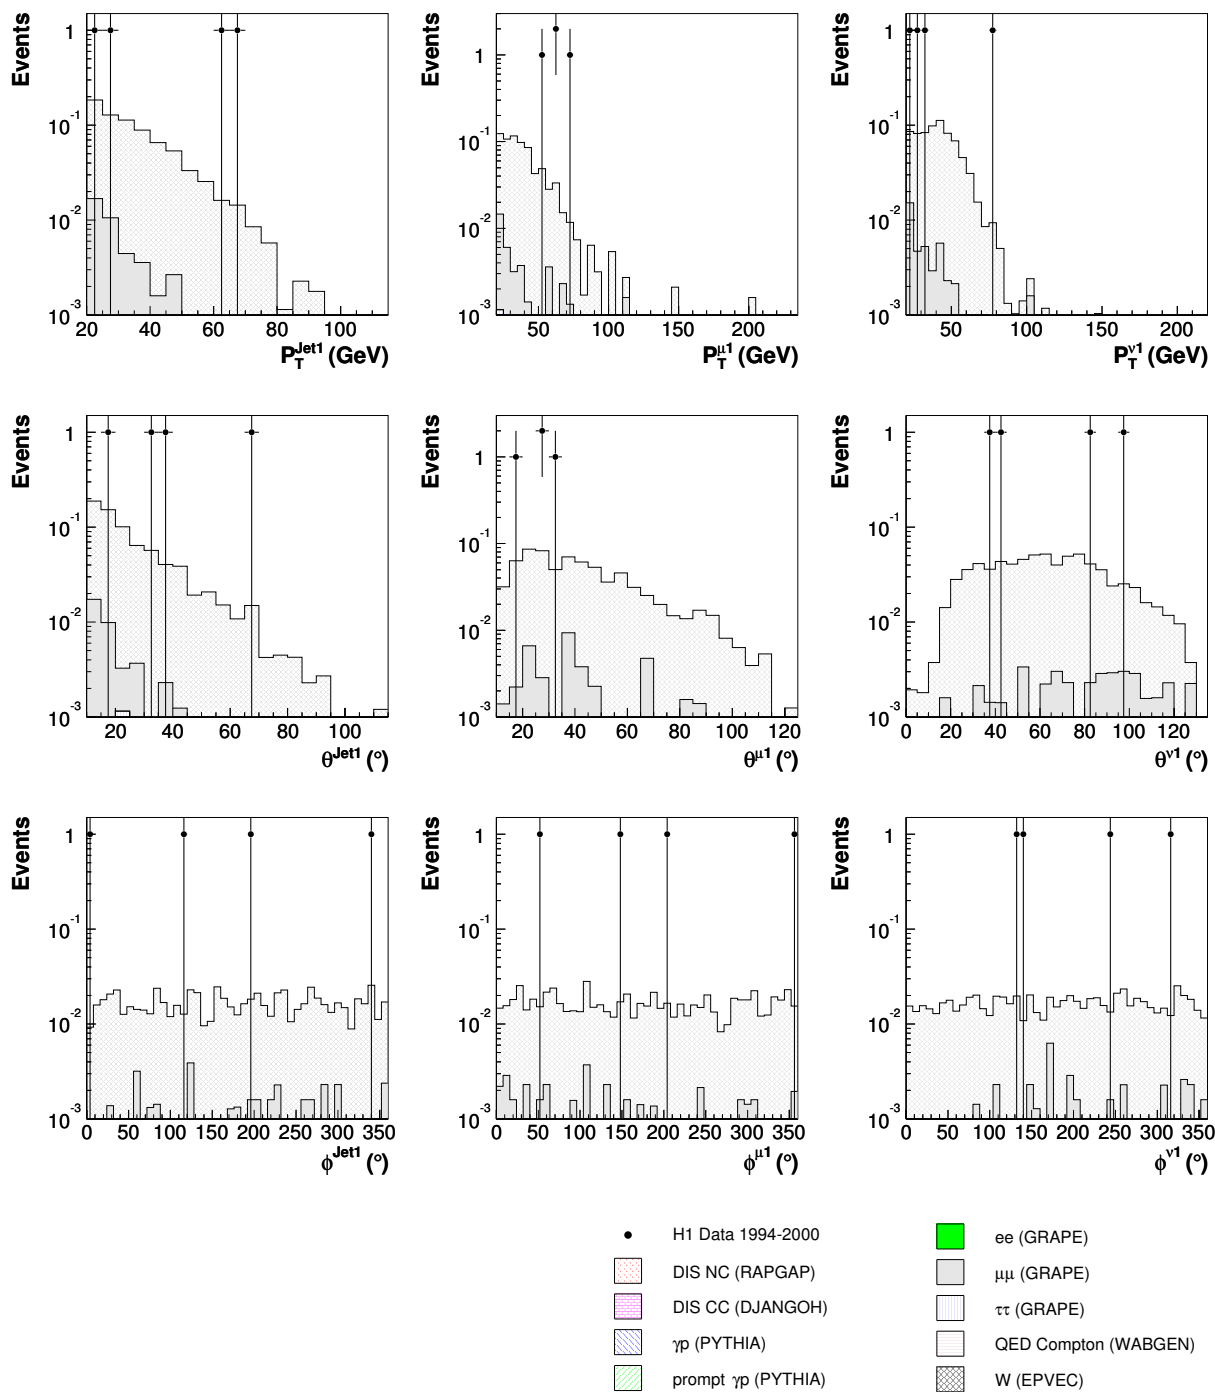 Events
1
10^-1
10^-2
10^-3
20 40 60 80 100
P_T^Jet1 (GeV)
Events
1
10^-1
10^-2
10^-3
50 100 150 200
P_T^μ1 (GeV)
Events
1
10^-1
10^-2
10^-3
50 100 150 200
P_T^ν1 (GeV)
Events
1
10^-1
10^-2
10^-3
20 40 60 80 100
θ^Jet1 (°)
Events
1
10^-1
10^-2
10^-3
20 40 60 80 100 120
θ^μ1 (°)
Events
1
10^-1
10^-2
10^-3
0 20 40 60 80 100 120
θ^ν1 (°)
Events
1
10^-1
10^-2
10^-3
0 50 100 150 200 250 300 350
ϕ^Jet1 (°)
Events
1
10^-1
10^-2
10^-3
0 50 100 150 200 250 300 350
ϕ^μ1 (°)
Events
1
10^-1
10^-2
10^-3
0 50 100 150 200 250 300 350
ϕ^ν1 (°)
H1 Data 1994-2000
DIS NC (RAPGAP)
DIS CC (DJANGOH)
γp (PYTHIA)
prompt γp (PYTHIA)
ee (GRAPE)
μμ (GRAPE)
ττ (GRAPE)
QED Compton (WABGEN)
W (EPVEC)